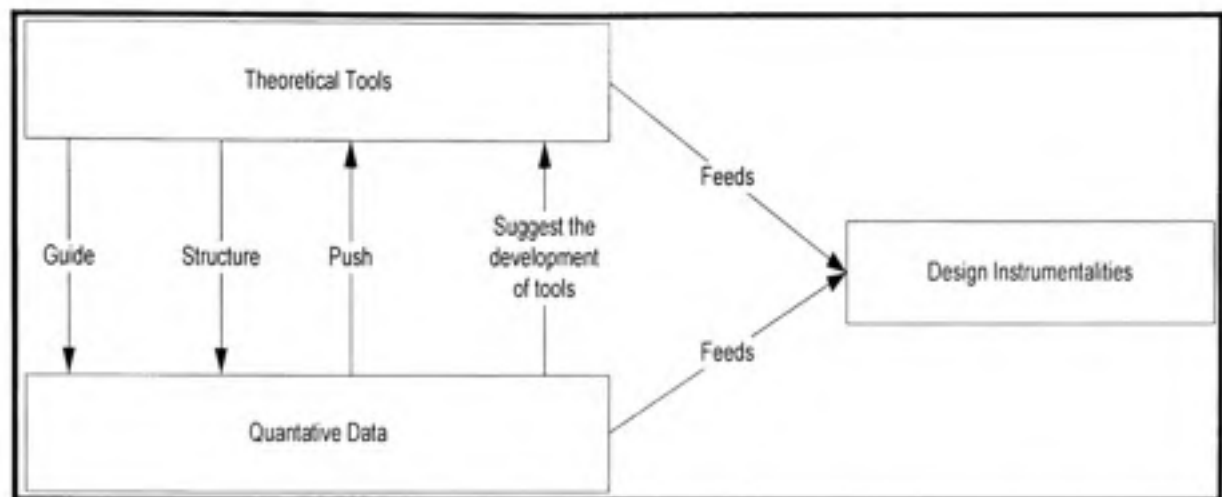 Theoretical Tools
Feeds
Guide
Structure
Push
Suggest the
development
of tools
Design Instrumentalities
Feeds
Quantative Data